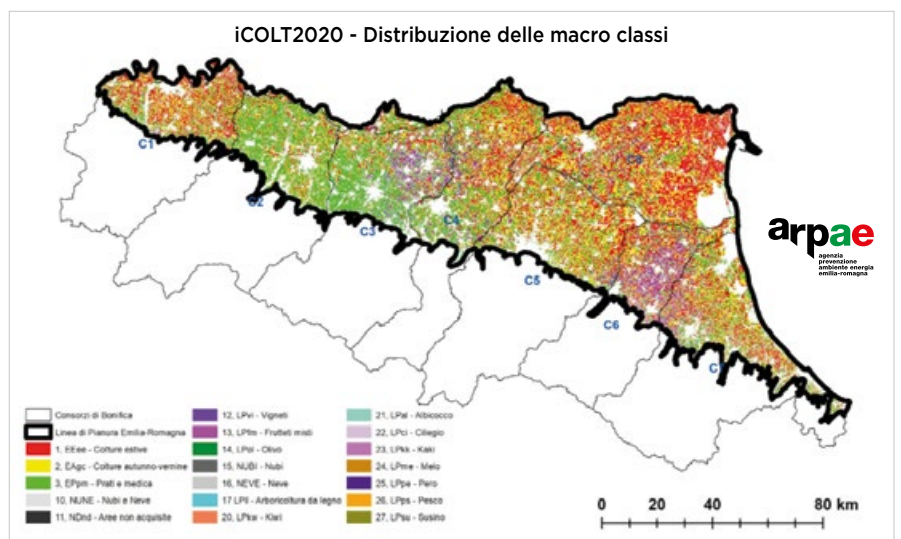 iCOLT2020 - Distribuzione delle macro classi
C1
C2
C3
C4
C5
C6
arpae
agenzia
prevenzione
ambiente energia
emilia-romagna
Consorzi di Bonifica
Linea di Pianura Emilia-Romagna
1, EEee - Colture estive
2, EAgc - Colture autunno-vernine
3, EPpm - Prati e medica
10, NUNE - Nubi e Neve
11, NDnd - Aree non acquisite
12, LPvi - Vigneti
13, LPfm - Frutteti misti
14, LPol - Olivo
15, NUBI - Nubi
16, NEVE - Neve
17 LPll - Arboricoltura da legno
20, LPkw - Kiwi
21, LPal - Albicocco
22, LPci - Ciliegio
23, LPkk - Kaki
24, LPme - Melo
25, LPpe - Pero
26, LPps - Pesco
27, LPsu - Susino
0 20 40 80 km